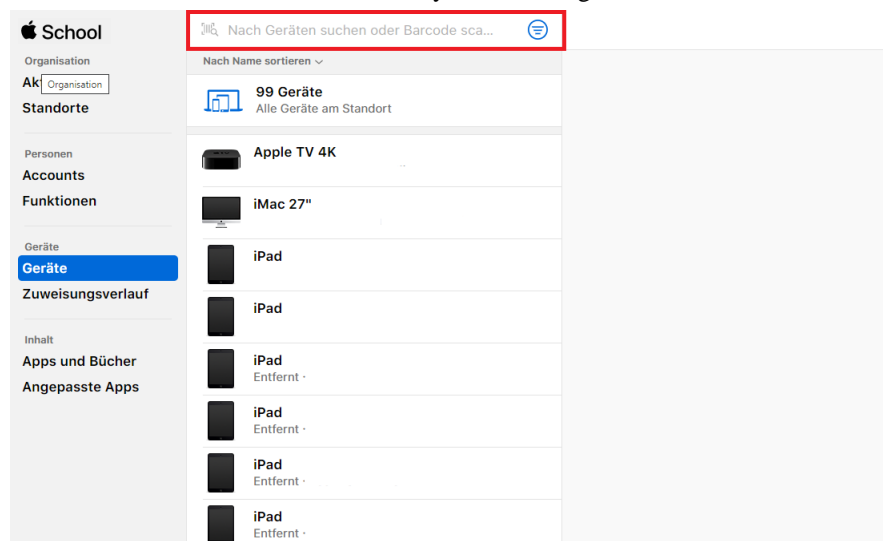 School
Organisation
Organisation
Standorte
Personen
Accounts
Funktionen
Geräte
Geräte
Zuweisungsverlauf
Inhalt
Apps und Bücher
Angepasste Apps
Nach Geräten suchen oder Barcode sca...
Nach Name sortieren
99 Geräte
Alle Geräte am Standort
Apple TV 4K
iMac 27"
iPad
iPad
iPad
Entfernt ·
iPad
Entfernt ·
iPad
Entfernt ·
iPad
Entfernt ·